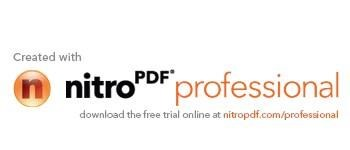 Created with
n nitroPDF® professional
download the free trial online at nitropdf.com/professional